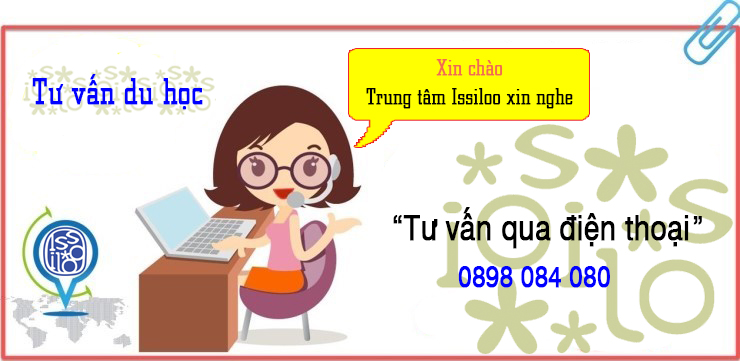 Tư vấn du học
Xin chào
Trung tâm Issiloo xin nghe
“Tư vấn qua điện thoại”
0898 084 080